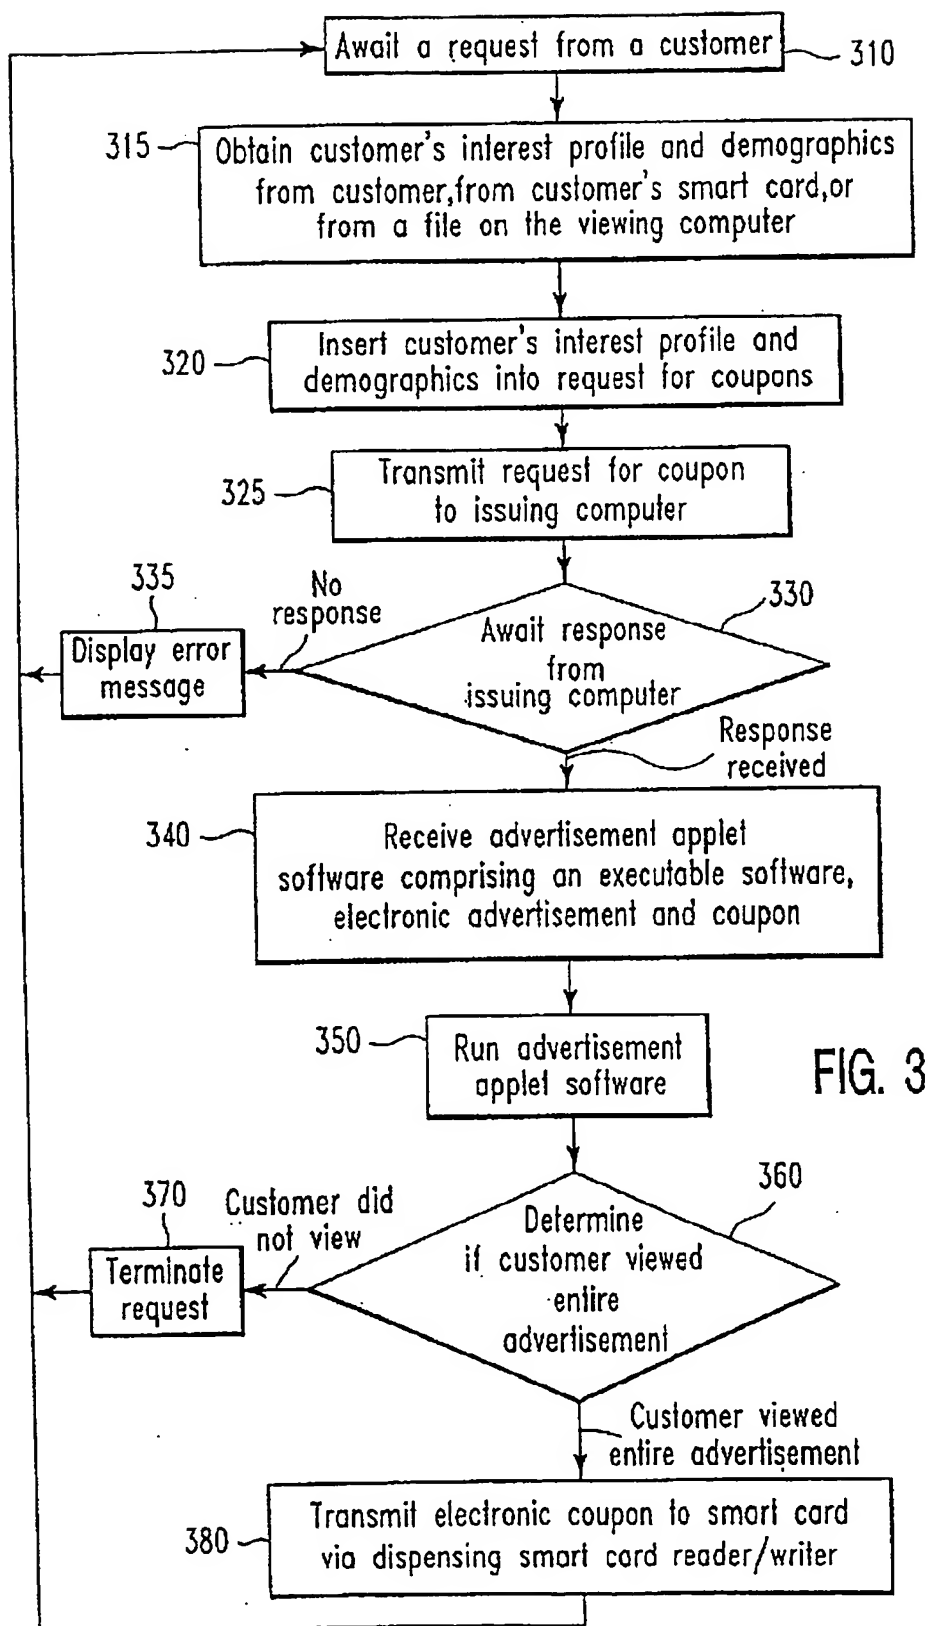 Await a request from a customer
310
315
Obtain customer's interest profile and demographics
from customer,from customer's smart card,or
from a file on the viewing computer
320
Insert customer's interest profile and
demographics into request for coupons
325
Transmit request for coupon
to issuing computer
335
No
response
330
Display error
message
Await response
from
issuing computer
Response
received
340
Receive advertisement applet
software comprising an executable software,
electronic advertisement and coupon
350
Run advertisement
applet software
FIG. 3
370
Customer did
not view
360
Terminate
request
Determine
if customer viewed
entire
advertisement
Customer viewed
entire advertisement
380
Transmit electronic coupon to smart card
via dispensing smart card reader/writer